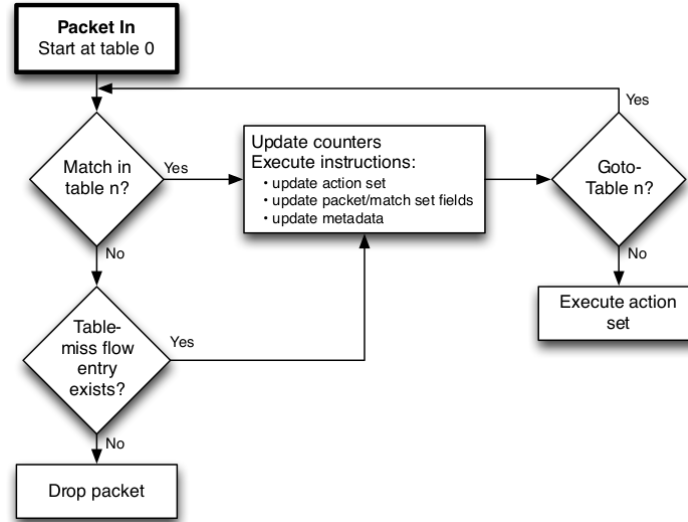 Packet In
Start at table 0
Yes
Match in
table n?
Yes
Update counters
Execute instructions:
• update action set
• update packet/match set fields
• update metadata
Goto-
Table n?
No
No
Table-
miss flow
entry
exists?
Yes
Execute action
set
No
Drop packet